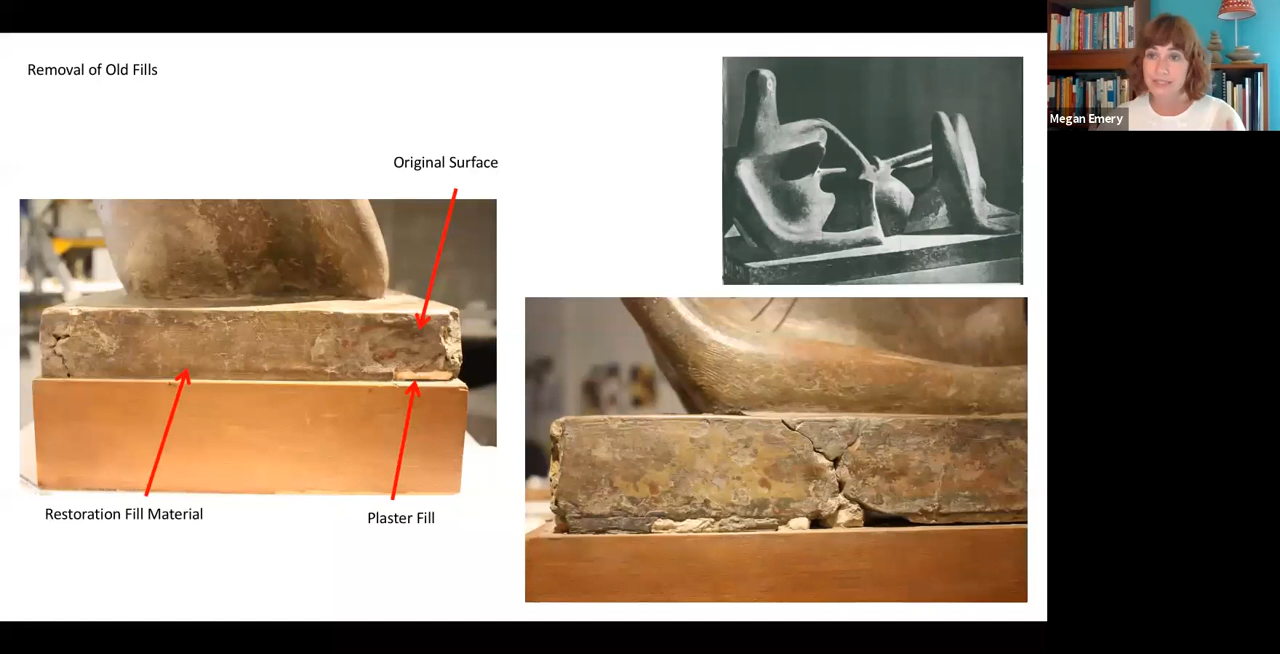 Removal of Old Fills
Megan Emery
Original Surface
Restoration Fill Material
Plaster Fill